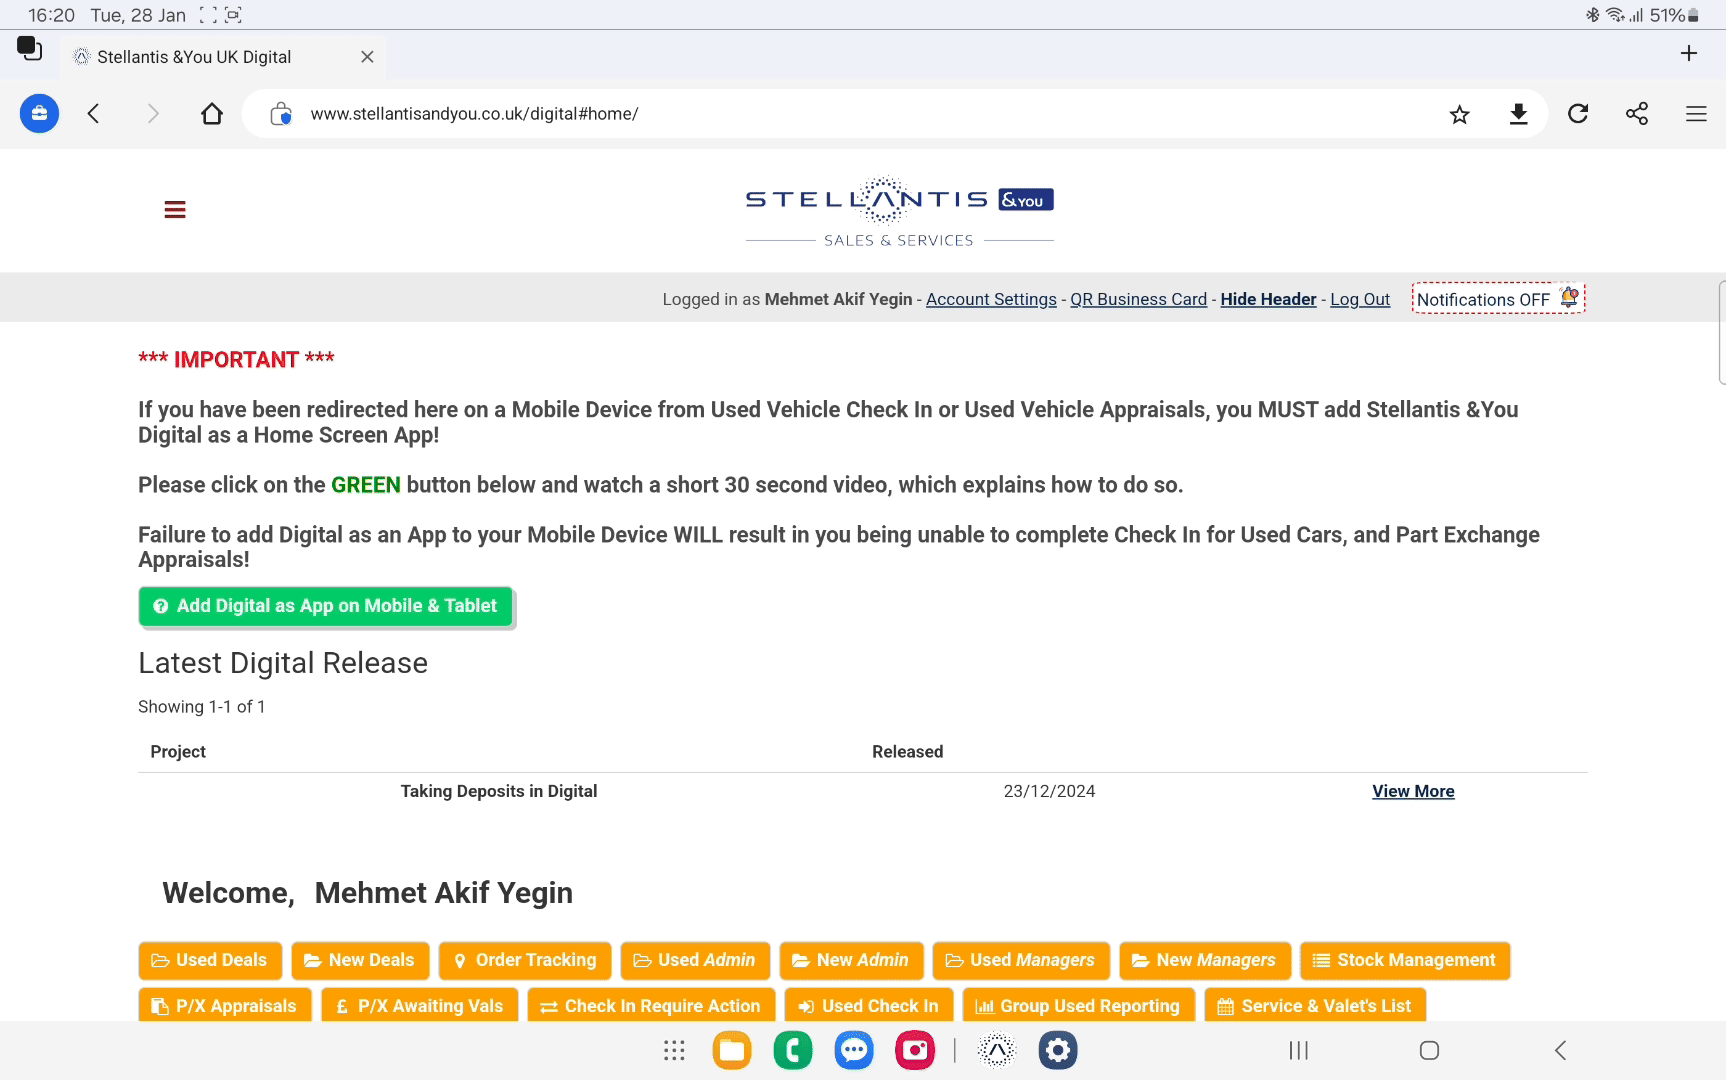 16:20 Tue, 28 Jan
51%
Stellantis &You UK Digital
www.stellantisandyou.co.uk/digital#home/
STELLANTIS &YOU
SALES & SERVICES
Logged in as Mehmet Akif Yegin - Account Settings - QR Business Card - Hide Header - Log Out Notifications OFF
*** IMPORTANT ***
If you have been redirected here on a Mobile Device from Used Vehicle Check In or Used Vehicle Appraisals, you MUST add Stellantis &You
Digital as a Home Screen App!
Please click on the GREEN button below and watch a short 30 second video, which explains how to do so.
Failure to add Digital as an App to your Mobile Device WILL result in you being unable to complete Check In for Used Cars, and Part Exchange
Appraisals!
Add Digital as App on Mobile & Tablet
Latest Digital Release
Showing 1-1 of 1
Project Released
Taking Deposits in Digital 23/12/2024 View More
Welcome, Mehmet Akif Yegin
Used Deals New Deals Order Tracking Used Admin New Admin Used Managers New Managers Stock Management
P/X Appraisals £ P/X Awaiting Vals Check In Require Action Used Check In Group Used Reporting Service & Valet's List